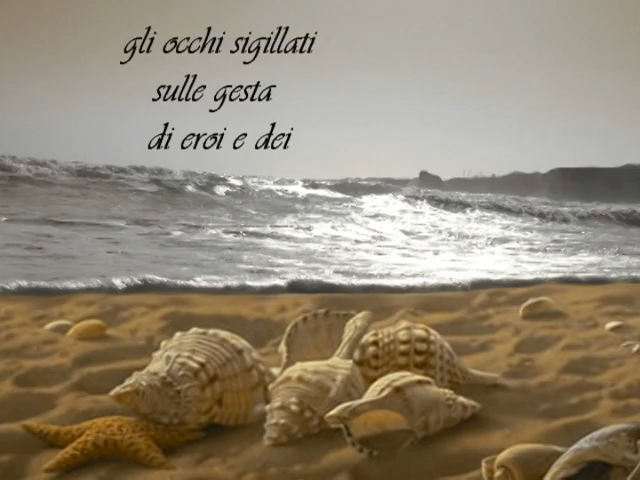 gli occhi sigillati
sulle gesta
di eroi e dei